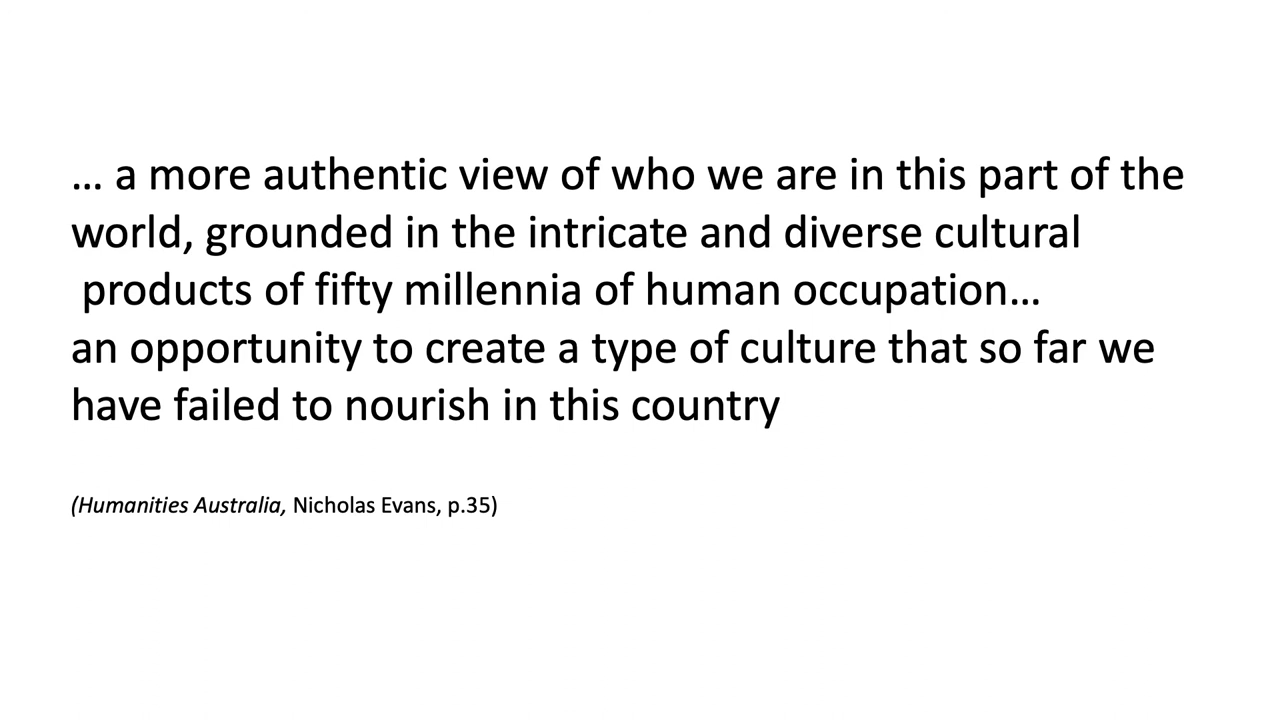 … a more authentic view of who we are in this part of the
world, grounded in the intricate and diverse cultural
products of fifty millennia of human occupation…
an opportunity to create a type of culture that so far we
have failed to nourish in this country
(Humanities Australia, Nicholas Evans, p.35)